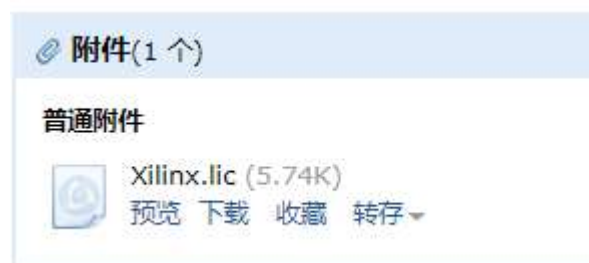 附件(1 个)
普通附件
Xilinx.lic (5.74K)
预览 下载 收藏 转存